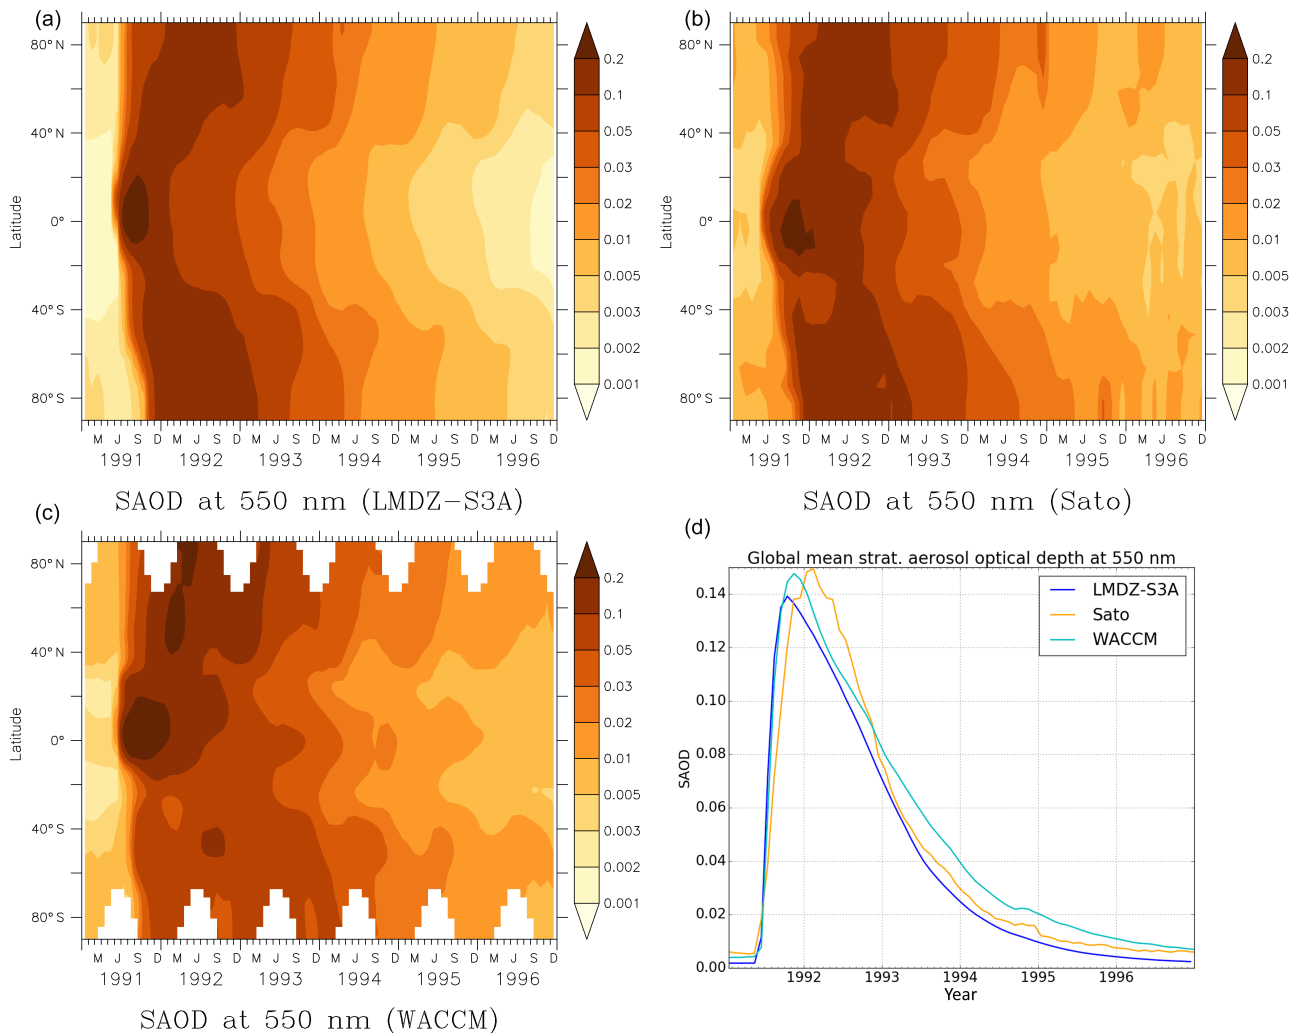 (a)
80°N
40°N
0°
40°S
80°S
Latitude
0.2
0.1
0.05
0.03
0.02
0.01
0.005
0.003
0.002
0.001
M J S D M J S D M J S D M J S D M J S D M J S D
1991 1992 1993 1994 1995 1996
SAOD at 550 nm (LMDZ-S3A)
(b)
80°N
40°N
0°
40°S
80°S
Latitude
0.2
0.1
0.05
0.03
0.02
0.01
0.005
0.003
0.002
0.001
M J S D M J S D M J S D M J S D M J S D M J S D
1991 1992 1993 1994 1995 1996
SAOD at 550 nm (Sato)
(c)
80°N
40°N
0°
40°S
80°S
Latitude
0.2
0.1
0.05
0.03
0.02
0.01
0.005
0.003
0.002
0.001
M J S D M J S D M J S D M J S D M J S D M J S D
1991 1992 1993 1994 1995 1996
SAOD at 550 nm (WACCM)
(d)
Global mean strat. aerosol optical depth at 550 nm
LMDZ-S3A
Sato
WACCM
0.14
0.12
0.10
0.08
0.06
0.04
0.02
0.00
SAOD
1992 1993 1994 1995 1996
Year